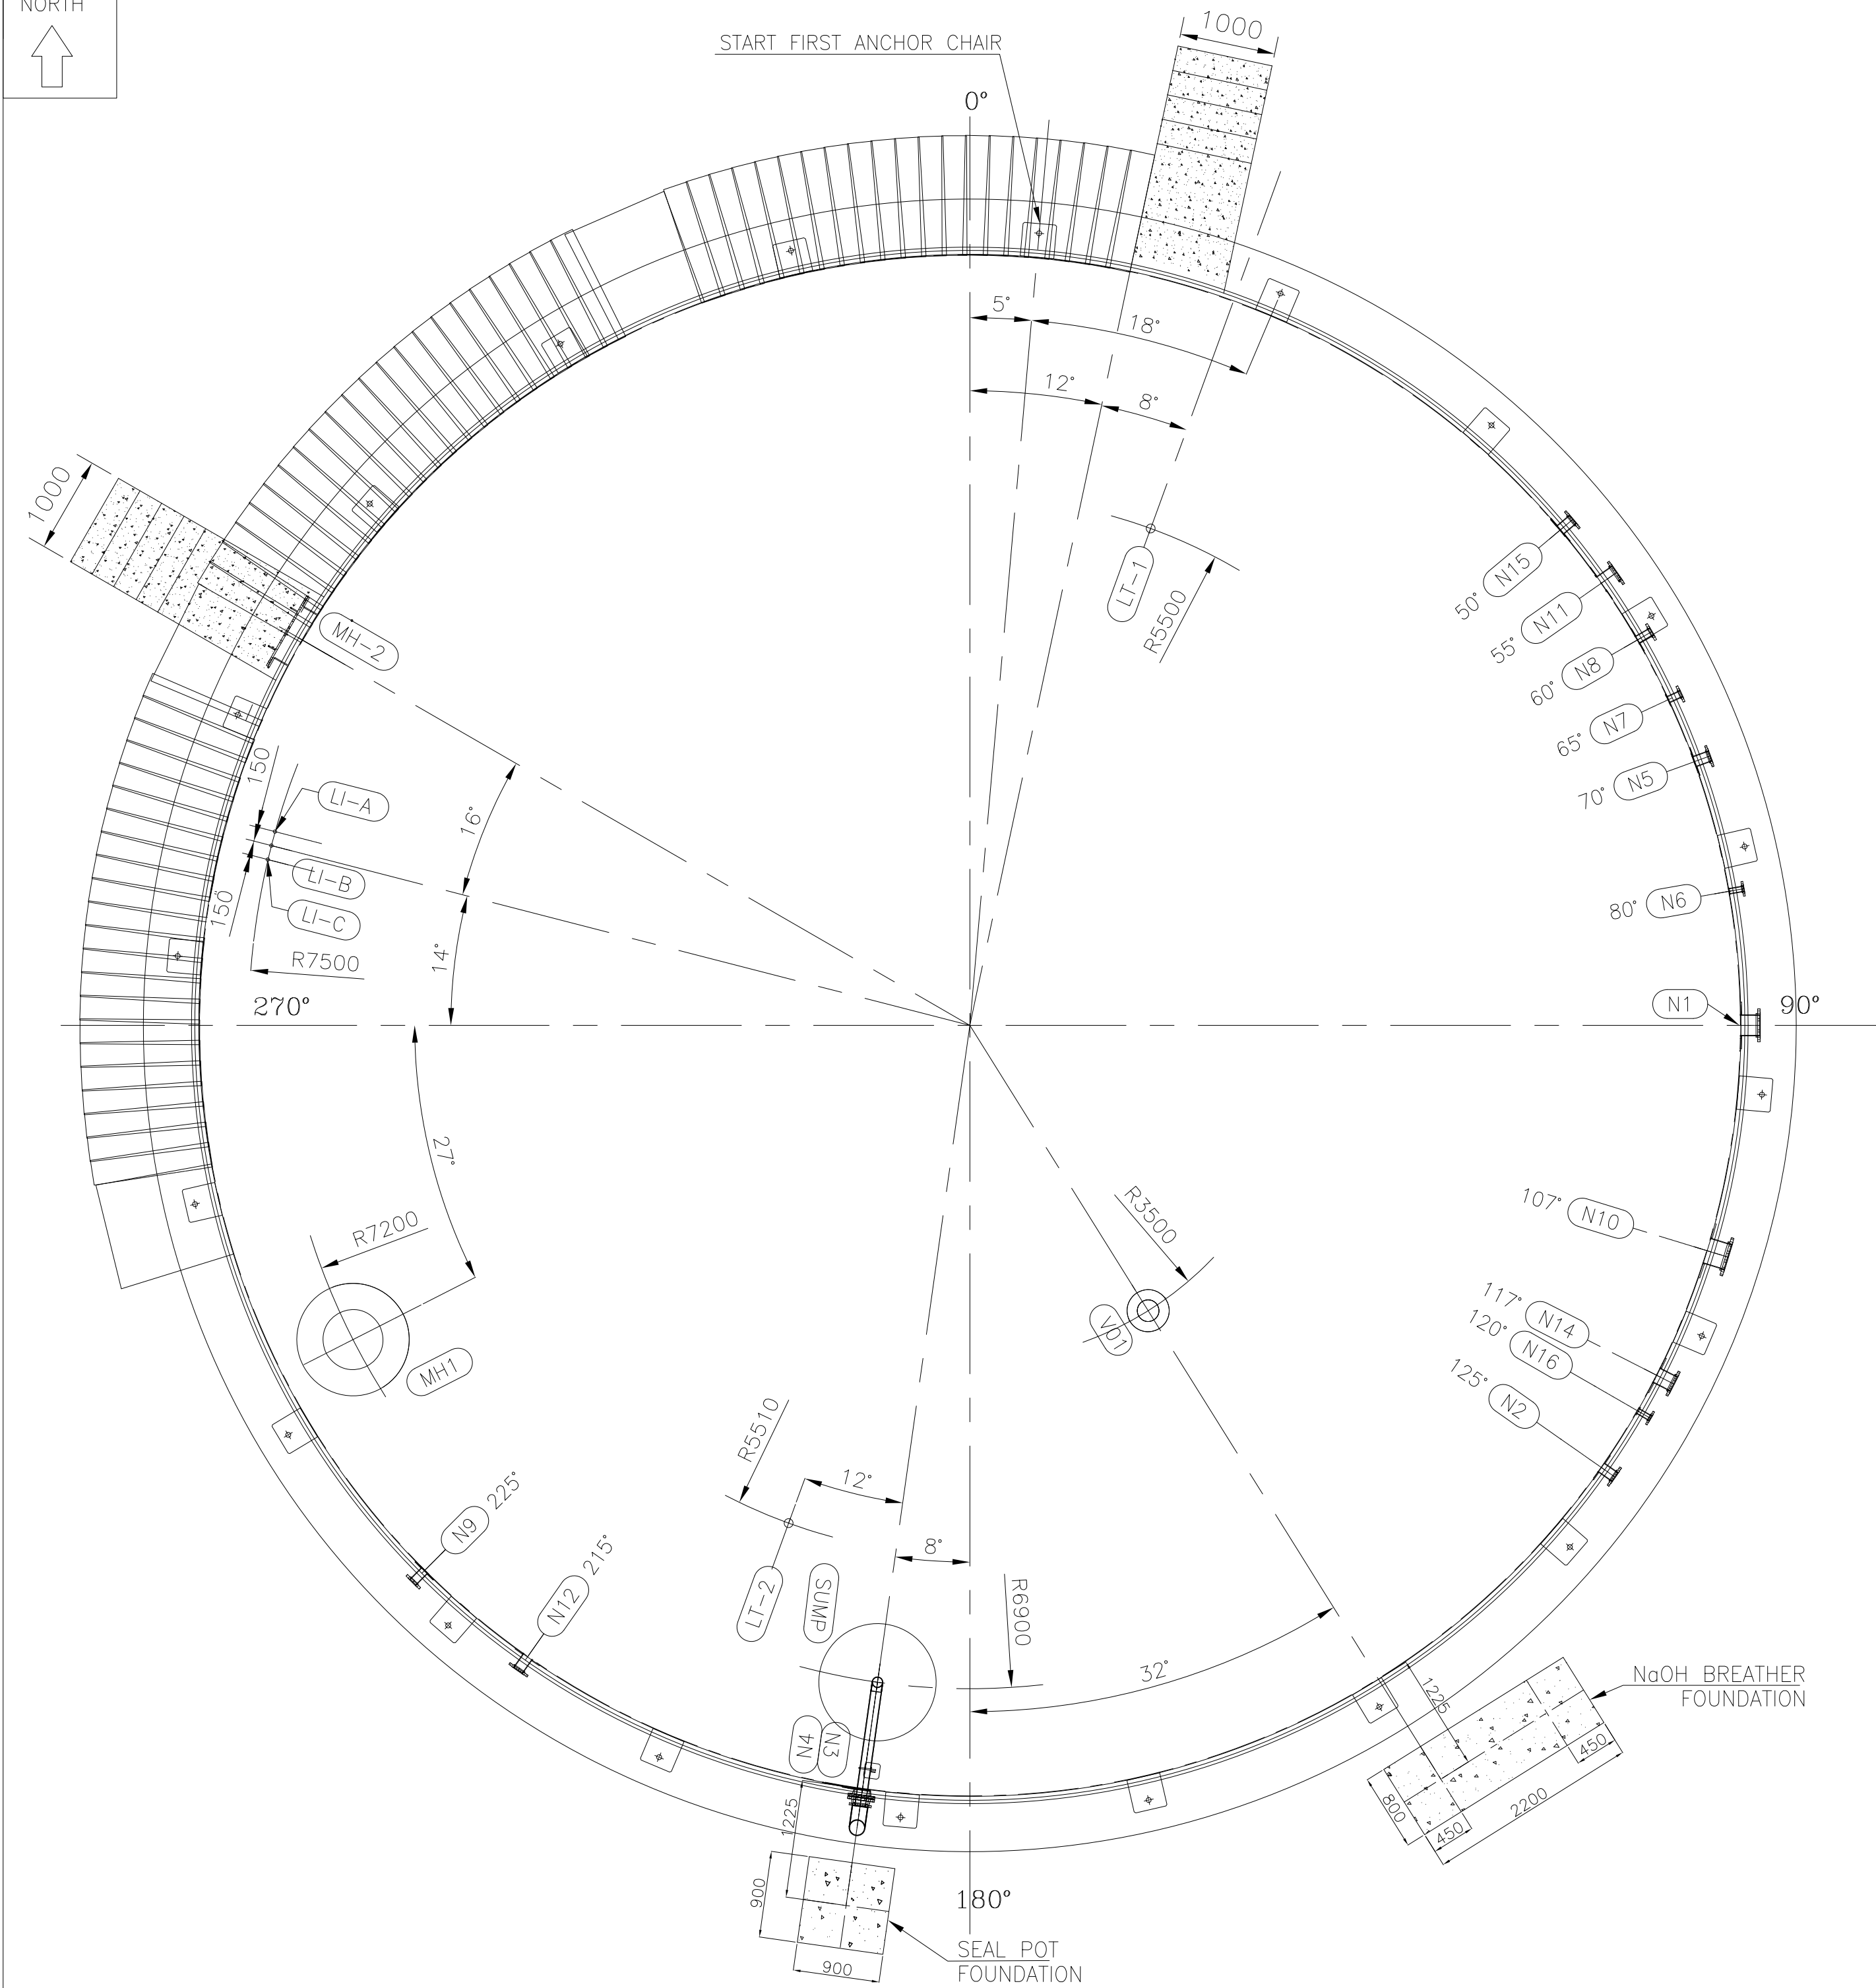 NORTH
1000
START FIRST ANCHOR CHAIR
0°
5°
18°
12°
8°
1000
LT-1
R5500
50° N15
55° N11
60° N8
65° N7
70° N5
80° N6
MH-2
150
LI-A
16°
LI-B
150
LI-C
14°
R7500
270°
N1
90°
27°
R7200
MH1
R3500
V01
107° N10
117° N14
120° N16
125° N2
R5510
12°
N9 225°
N12 215°
8°
LT-2
SUMP
R6900
32°
1225
NaOH BREATHER
FOUNDATION
N4
N3
450
800
450
2200
1225
900
180°
SEAL POT
FOUNDATION
900